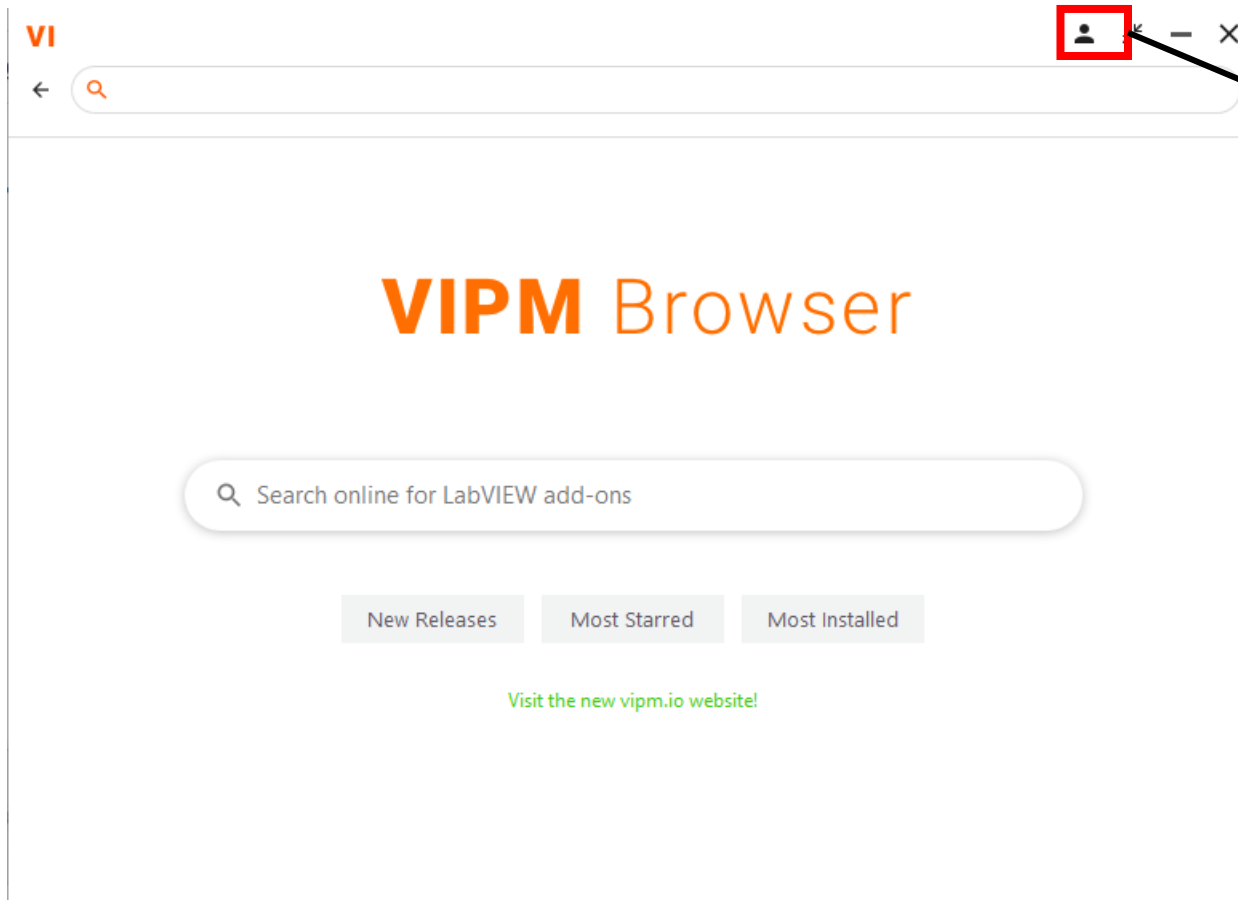 VI
VIPM Browser
Search online for LabVIEW add-ons
New Releases Most Starred Most Installed
Visit the new vipm.io website!